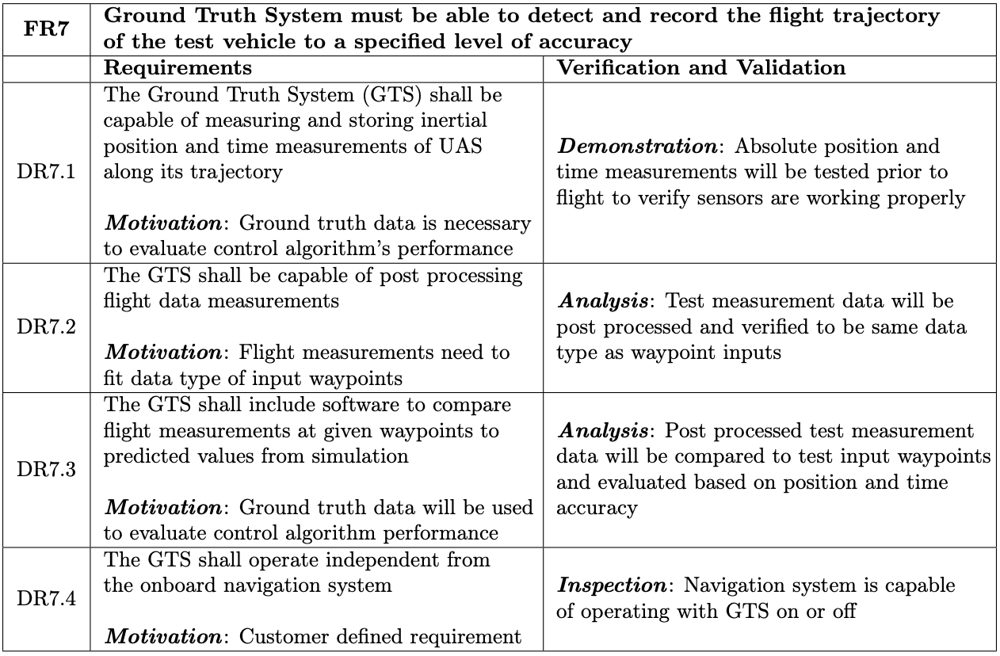 FR7
Ground Truth System must be able to detect and record the flight trajectory
of the test vehicle to a specified level of accuracy
Requirements
Verification and Validation
DR7.1
The Ground Truth System (GTS) shall be
capable of measuring and storing inertial
position and time measurements of UAS
along its trajectory
Motivation: Ground truth data is necessary
to evaluate control algorithm's performance
Demonstration: Absolute position and
time measurements will be tested prior to
flight to verify sensors are working properly
DR7.2
The GTS shall be capable of post processing
flight data measurements
Motivation: Flight measurements need to
fit data type of input waypoints
Analysis: Test measurement data will be
post processed and verified to be same data
type as waypoint inputs
DR7.3
The GTS shall include software to compare
flight measurements at given waypoints to
predicted values from simulation
Motivation: Ground truth data will be used
to evaluate control algorithm performance
Analysis: Post processed test measurement
data will be compared to test input waypoints
and evaluated based on position and time
accuracy
DR7.4
The GTS shall operate independent from
the onboard navigation system
Motivation: Customer defined requirement
Inspection: Navigation system is capable
of operating with GTS on or off